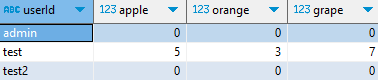 ABC userId 123 apple 123 orange 123 grape
admin 0 0 0
test 5 3 7
test2 0 0 0